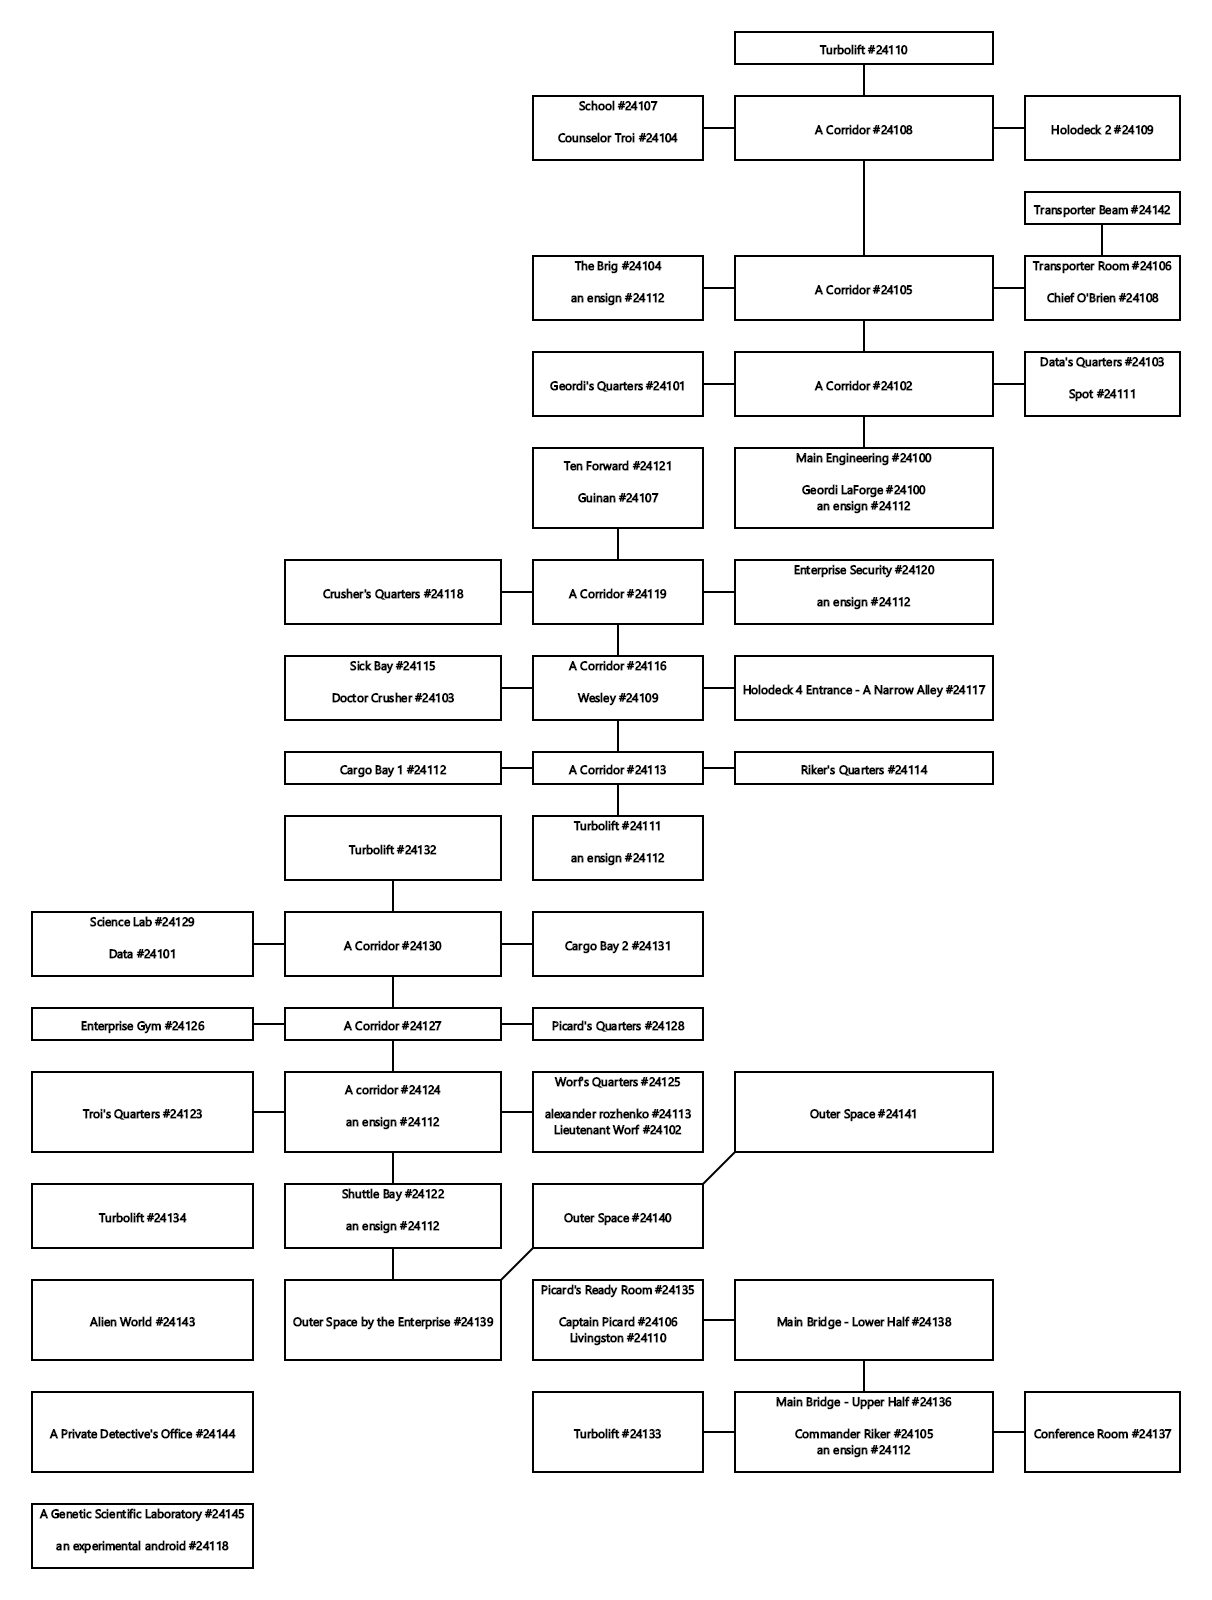 Turbolift #24110
School #24107
Counselor Troi #24104
A Corridor #24108
Holodeck 2 #24109
Transporter Beam #24142
The Brig #24104
an ensign #24112
A Corridor #24105
Transporter Room #24106
Chief O'Brien #24108
Geordi's Quarters #24101
A Corridor #24102
Data's Quarters #24103
Spot #24111
Ten Forward #24121
Guinan #24107
Main Engineering #24100
Geordi LaForge #24100
an ensign #24112
Crusher's Quarters #24118
A Corridor #24119
Enterprise Security #24120
an ensign #24112
Sick Bay #24115
Doctor Crusher #24103
A Corridor #24116
Wesley #24109
Holodeck 4 Entrance - A Narrow Alley #24117
Cargo Bay 1 #24112
A Corridor #24113
Riker's Quarters #24114
Turbolift #24132
Turbolift #24111
an ensign #24112
Science Lab #24129
Data #24101
A Corridor #24130
Cargo Bay 2 #24131
Enterprise Gym #24126
A Corridor #24127
Picard's Quarters #24128
Troi's Quarters #24123
A corridor #24124
an ensign #24112
Worf's Quarters #24125
alexander rozhenko #24113
Lieutenant Worf #24102
Outer Space #24141
Turbolift #24134
Shuttle Bay #24122
an ensign #24112
Outer Space #24140
Alien World #24143
Outer Space by the Enterprise #24139
Picard's Ready Room #24135
Captain Picard #24106
Livingston #24110
Main Bridge - Lower Half #24138
A Private Detective's Office #24144
Turbolift #24133
Main Bridge - Upper Half #24136
Commander Riker #24105
an ensign #24112
Conference Room #24137
A Genetic Scientific Laboratory #24145
an experimental android #24118